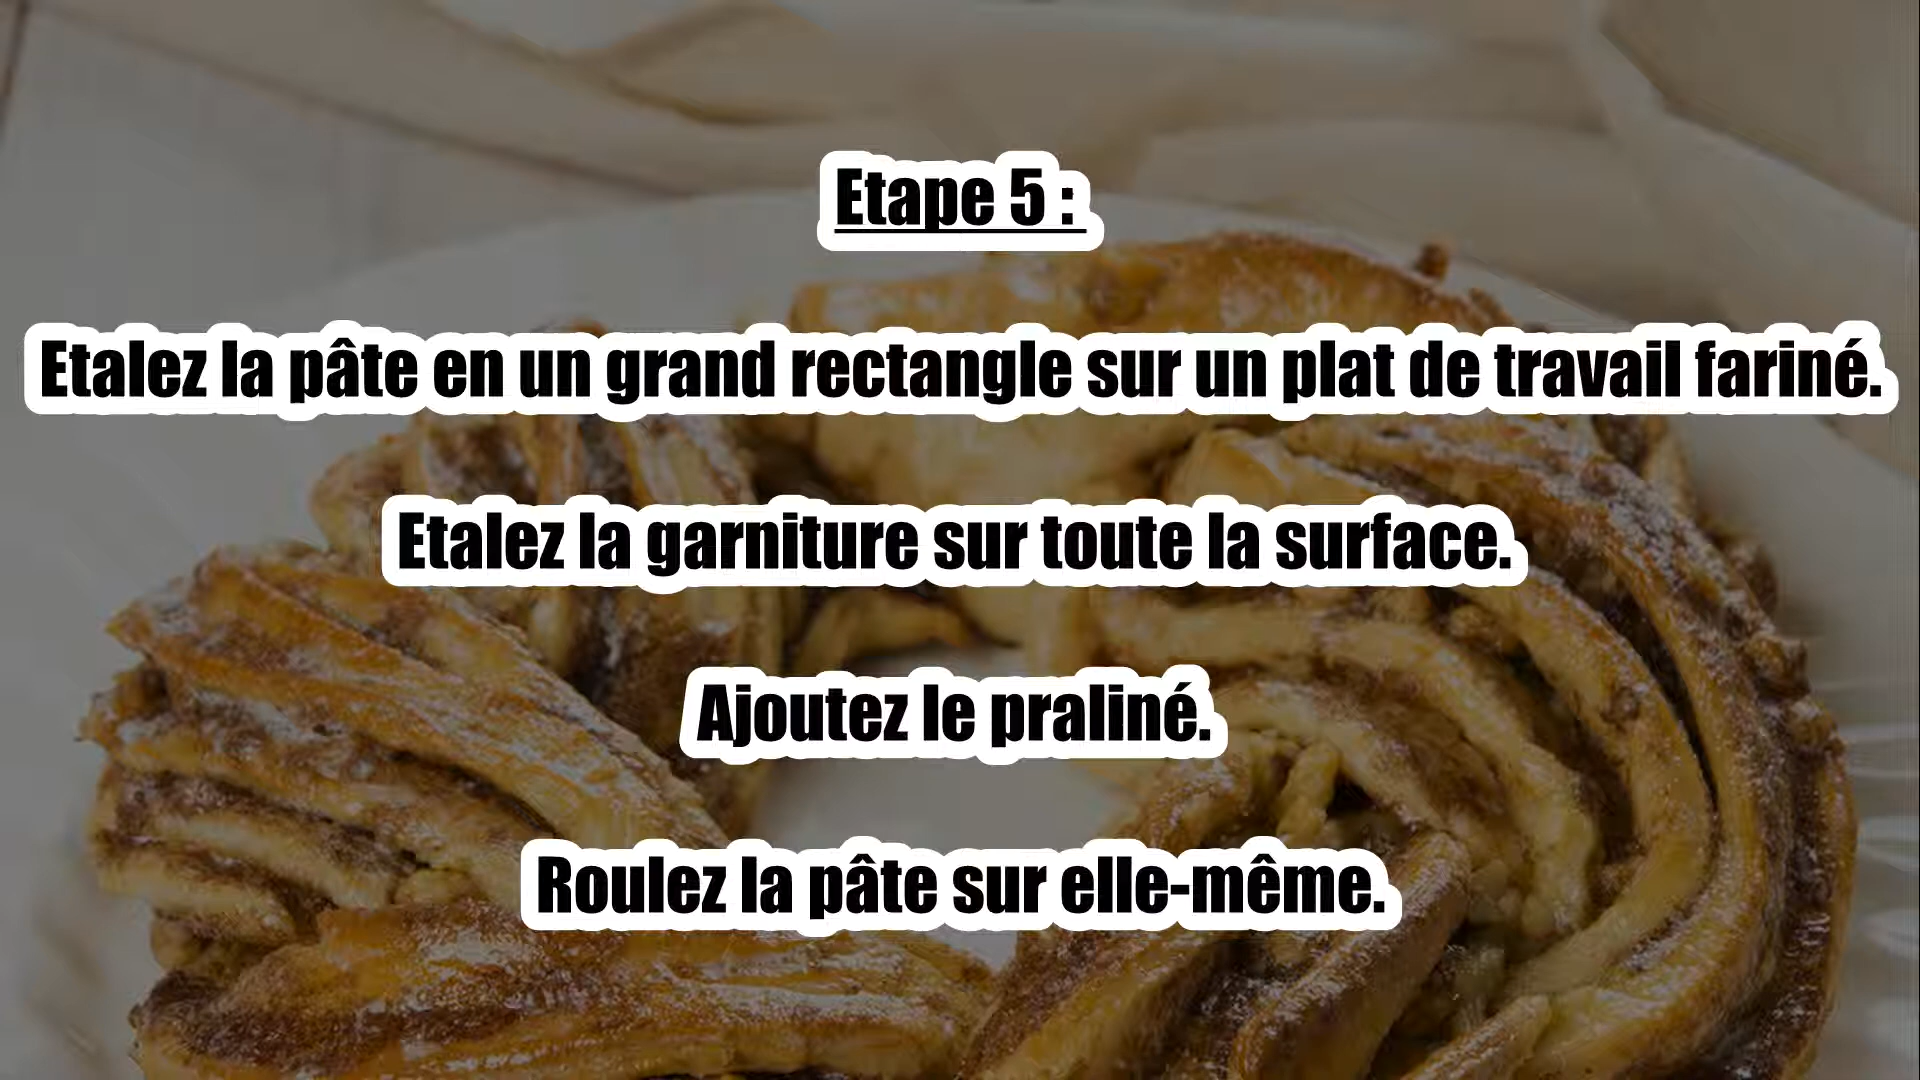 Etape 5 :
Etalez la pâte en un grand rectangle sur un plat de travail fariné.
Etalez la garniture sur toute la surface.
Ajoutez le praliné.
Roulez la pâte sur elle-même.